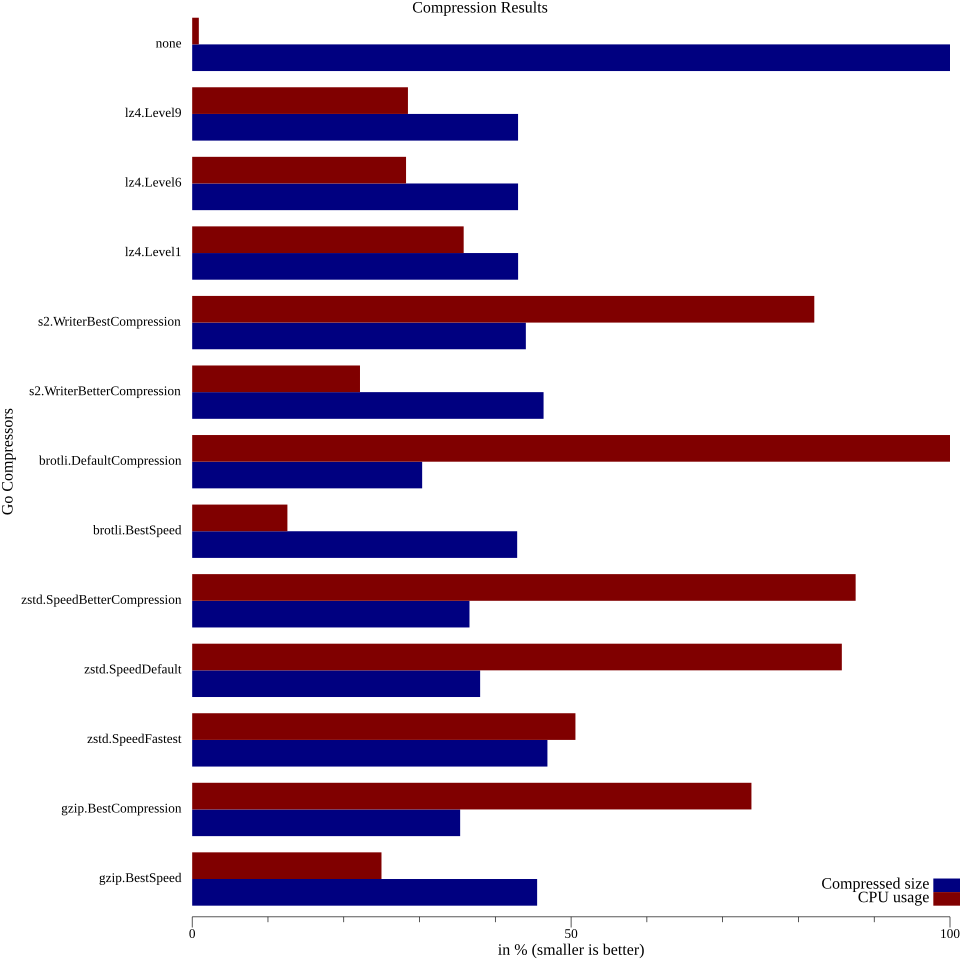 Compression Results
none
lz4.Level9
lz4.Level6
lz4.Level1
s2.WriterBestCompression
s2.WriterBetterCompression
brotli.DefaultCompression
brotli.BestSpeed
zstd.SpeedBetterCompression
zstd.SpeedDefault
zstd.SpeedFastest
gzip.BestCompression
gzip.BestSpeed
Go Compressors
Compressed size
CPU usage
0 50 100
in % (smaller is better)